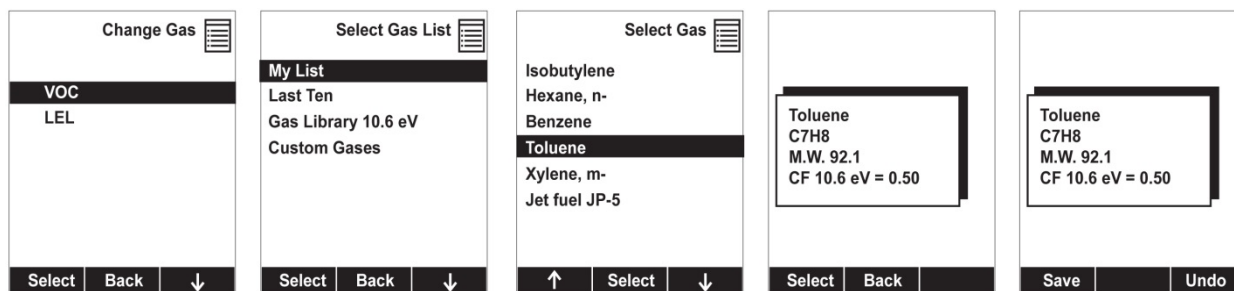 Change Gas
VOC
LEL
Select Back ↓
Select Gas List
My List
Last Ten
Gas Library 10.6 eV
Custom Gases
Select Back ↓
Select Gas
Isobutylene
Hexane, n-
Benzene
Toluene
Xylene, m-
Jet fuel JP-5
↑ Select ↓
Toluene
C7H8
M.W. 92.1
CF 10.6 eV = 0.50
Select Back
Toluene
C7H8
M.W. 92.1
CF 10.6 eV = 0.50
Save Undo